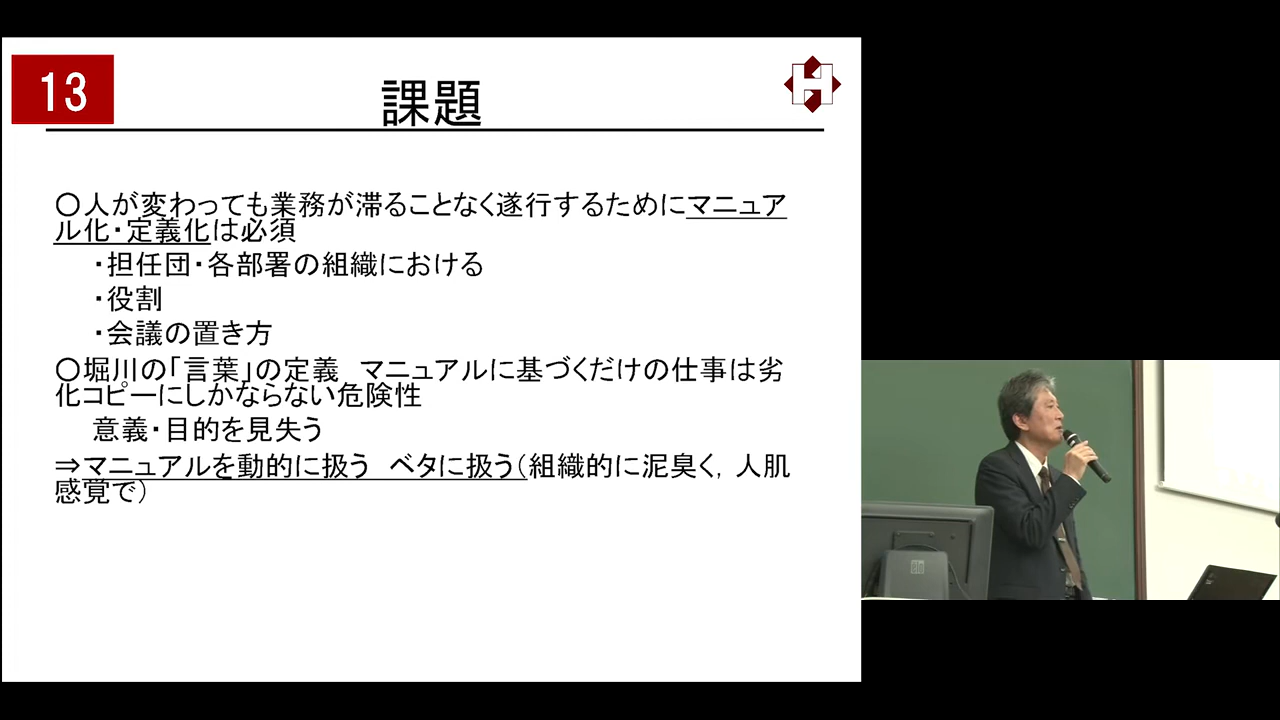 13
課題
〇人が変わっても業務が滞ることなく遂行するためにマニュア
ル化・定義化は必須
・担任団・各部署の組織における
・役割
・会議の置き方
〇堀川の「言葉」の定義　マニュアルに基づくだけの仕事は劣
化コピーにしかならない危険性
意義・目的を見失う
⇒マニュアルを動的に扱う　ベタに扱う（組織的に泥臭く，人肌
感覚で）